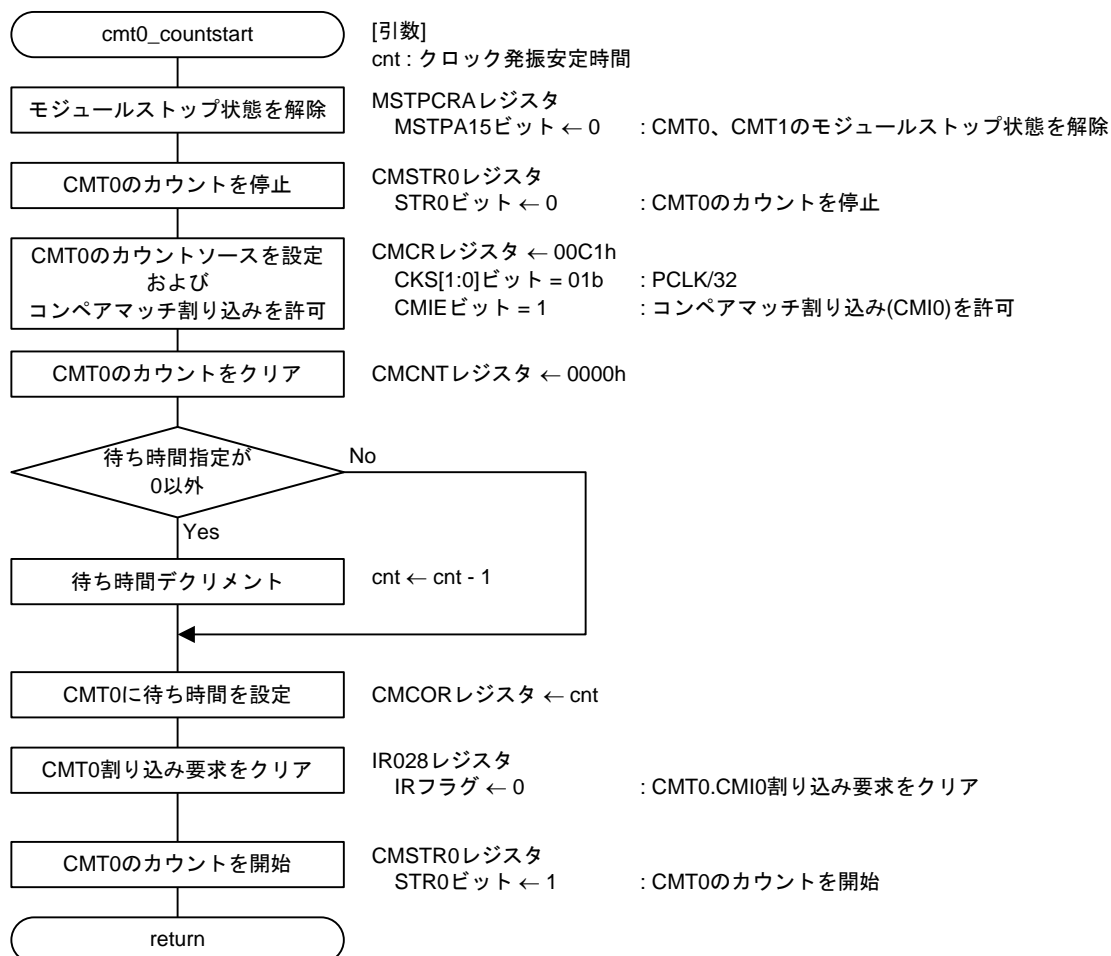 cmt0_countstart
[引数]
cnt : クロック発振安定時間
モジュールストップ状態を解除
MSTPCRAレジスタ
MSTPA15ビット ← 0 : CMT0、CMT1のモジュールストップ状態を解除
CMT0のカウントを停止
CMSTR0レジスタ
STR0ビット ← 0 : CMT0のカウントを停止
CMT0のカウントソースを設定
および
コンペアマッチ割り込みを許可
CMCRレジスタ ← 00C1h
CKS[1:0]ビット = 01b : PCLK/32
CMIEビット = 1 : コンペアマッチ割り込み(CMI0)を許可
CMT0のカウントをクリア
CMCNTレジスタ ← 0000h
待ち時間指定が
0以外
No
Yes
待ち時間デクリメント
cnt ← cnt - 1
CMT0に待ち時間を設定
CMCORレジスタ ← cnt
CMT0割り込み要求をクリア
IR028レジスタ
IRフラグ ← 0 : CMT0.CMI0割り込み要求をクリア
CMT0のカウントを開始
CMSTR0レジスタ
STR0ビット ← 1 : CMT0のカウントを開始
return